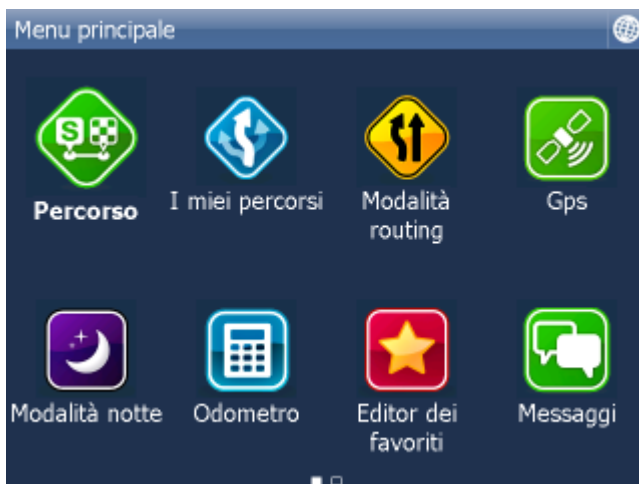 Menu principale
S
Percorso
I miei percorsi
Modalità
routing
Gps
Modalità notte
Odometro
Editor dei
favoriti
Messaggi